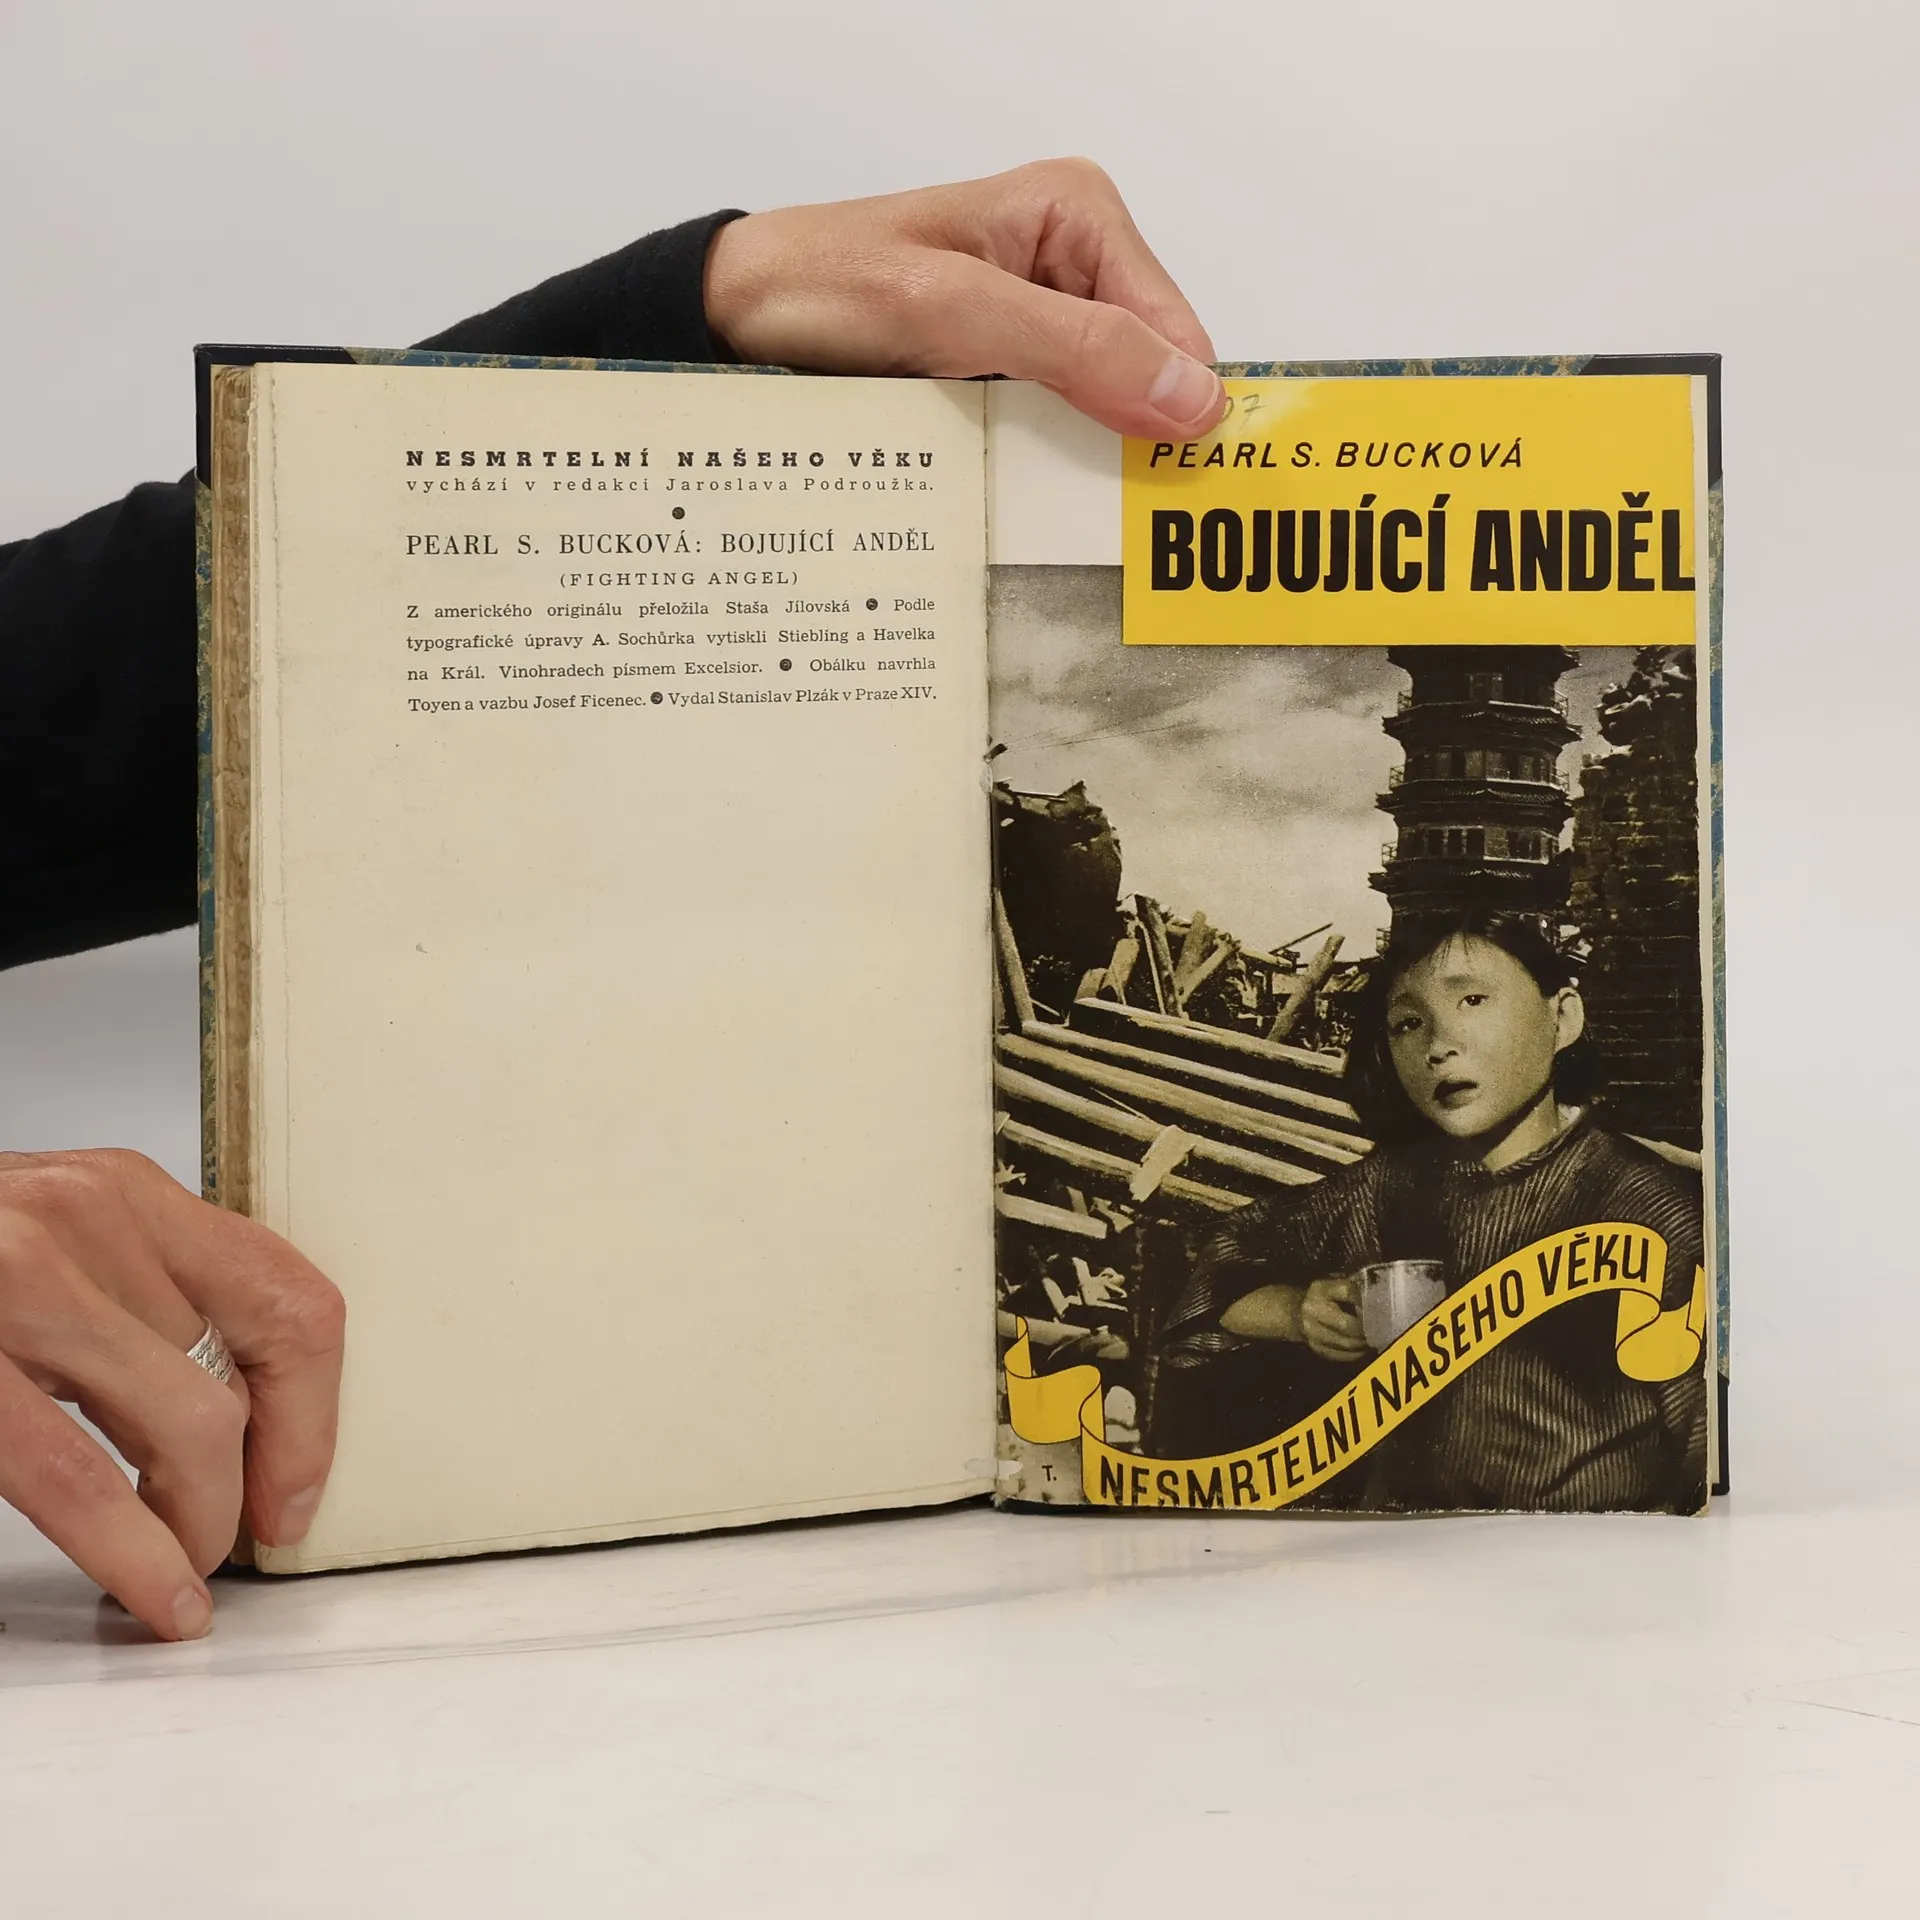 NESMRTELNÍ NAŠEHO VĚKU
vychází v redakci Jaroslava Podroužka.
PEARL S. BUCKOVÁ: BOJUJÍCÍ ANDĚL
(FIGHTING ANGEL)
Z amerického originálu přeložila Staša Jílovská ● Podle
typografické úpravy A. Sochůrka vytiskli Stiebling a Havelka
na Král. Vinohradech písmem Excelsior. ● Obálku navrhla
Toyen a vazbu Josef Ficenec. ● Vydal Stanislav Plzák v Praze XIV.
07
PEARL S. BUCKOVÁ
BOJUJÍCÍ ANDĚL
NESMRTELNÍ NAŠEHO VĚKU
T.